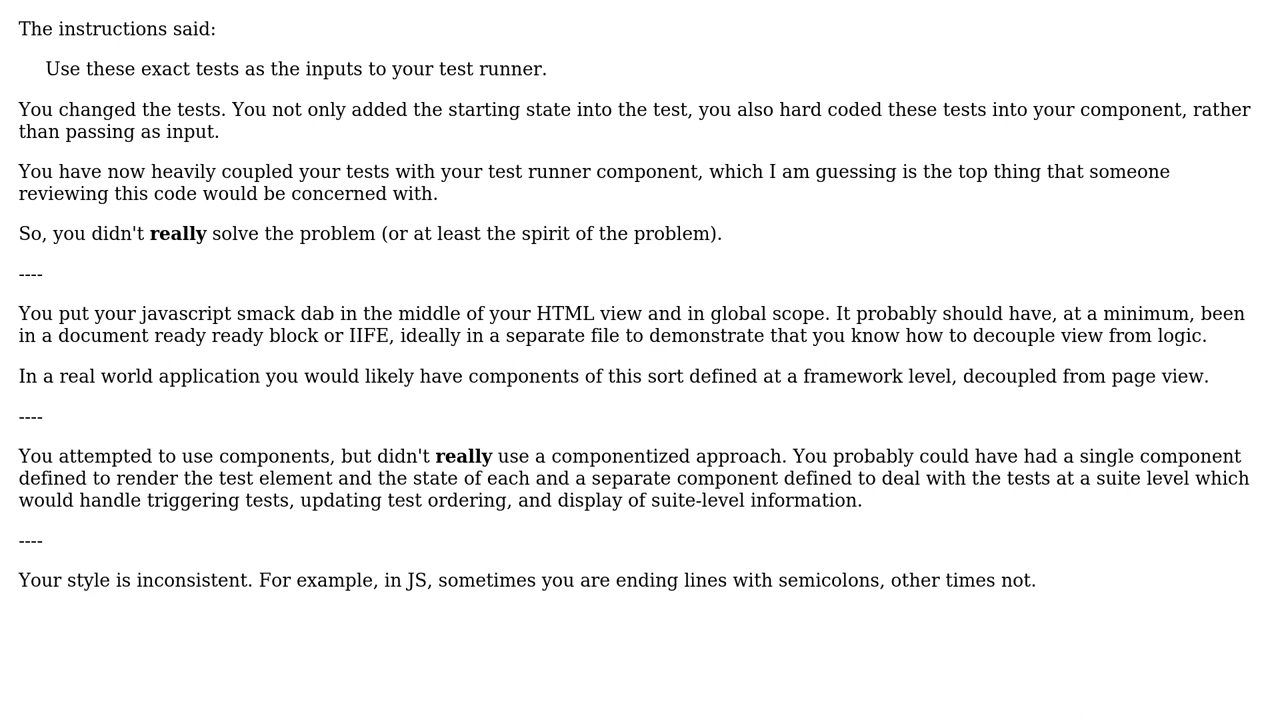 The instructions said:
Use these exact tests as the inputs to your test runner.
You changed the tests. You not only added the starting state into the test, you also hard coded these tests into your component, rather
than passing as input.
You have now heavily coupled your tests with your test runner component, which I am guessing is the top thing that someone
reviewing this code would be concerned with.
So, you didn't really solve the problem (or at least the spirit of the problem).
----
You put your javascript smack dab in the middle of your HTML view and in global scope. It probably should have, at a minimum, been
in a document ready ready block or IIFE, ideally in a separate file to demonstrate that you know how to decouple view from logic.
In a real world application you would likely have components of this sort defined at a framework level, decoupled from page view.
----
You attempted to use components, but didn't really use a componentized approach. You probably could have had a single component
defined to render the test element and the state of each and a separate component defined to deal with the tests at a suite level which
would handle triggering tests, updating test ordering, and display of suite-level information.
----
Your style is inconsistent. For example, in JS, sometimes you are ending lines with semicolons, other times not.